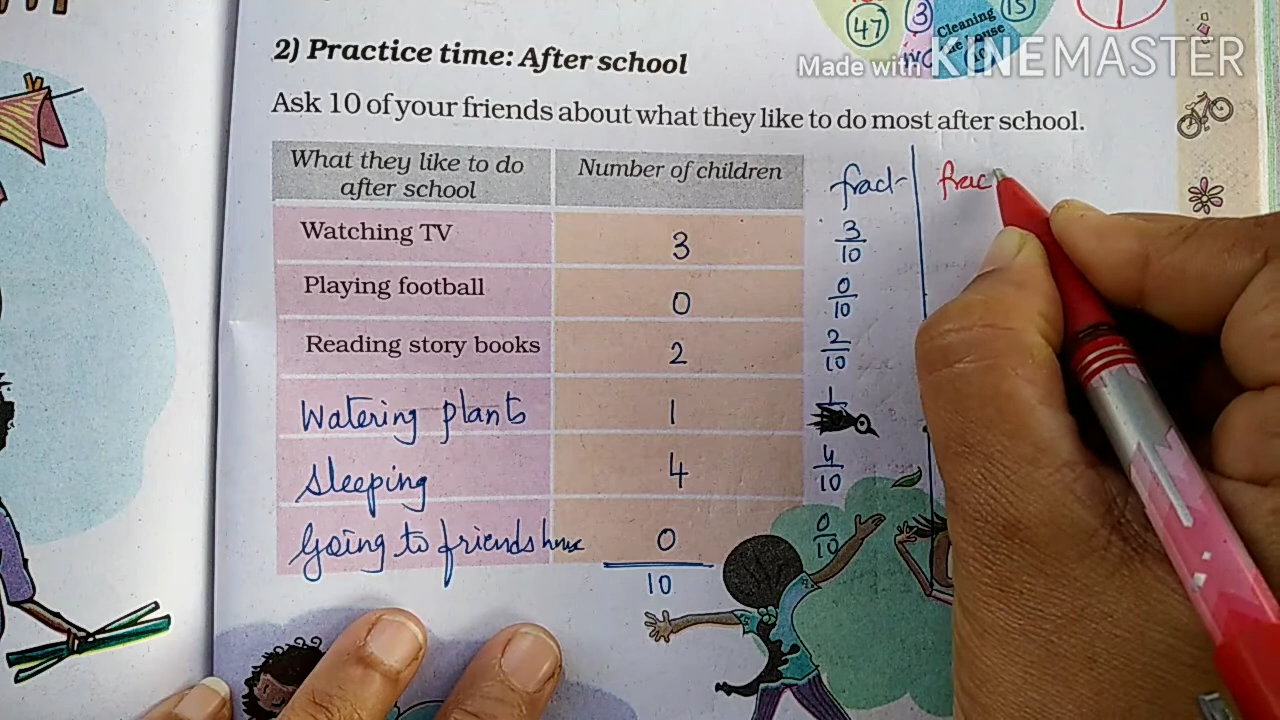 47
3
Cleaning
15
2) Practice time: After school
Made with KINEMASTER
Ask 10 of your friends about what they like to do most after school.
What they like to do after school Number of children fract- frac
Watching TV 3 3/10
Playing football 0 0/10
Reading story books 2 2/10
Watering plants 1 1
Sleeping 4 4/10
Going to friends house 0 0/10
10